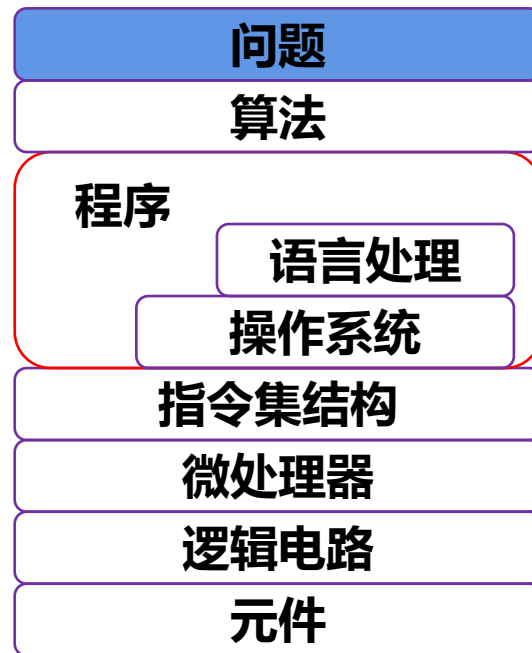 问题
算法
程序
语言处理
操作系统
指令集结构
微处理器
逻辑电路
元件